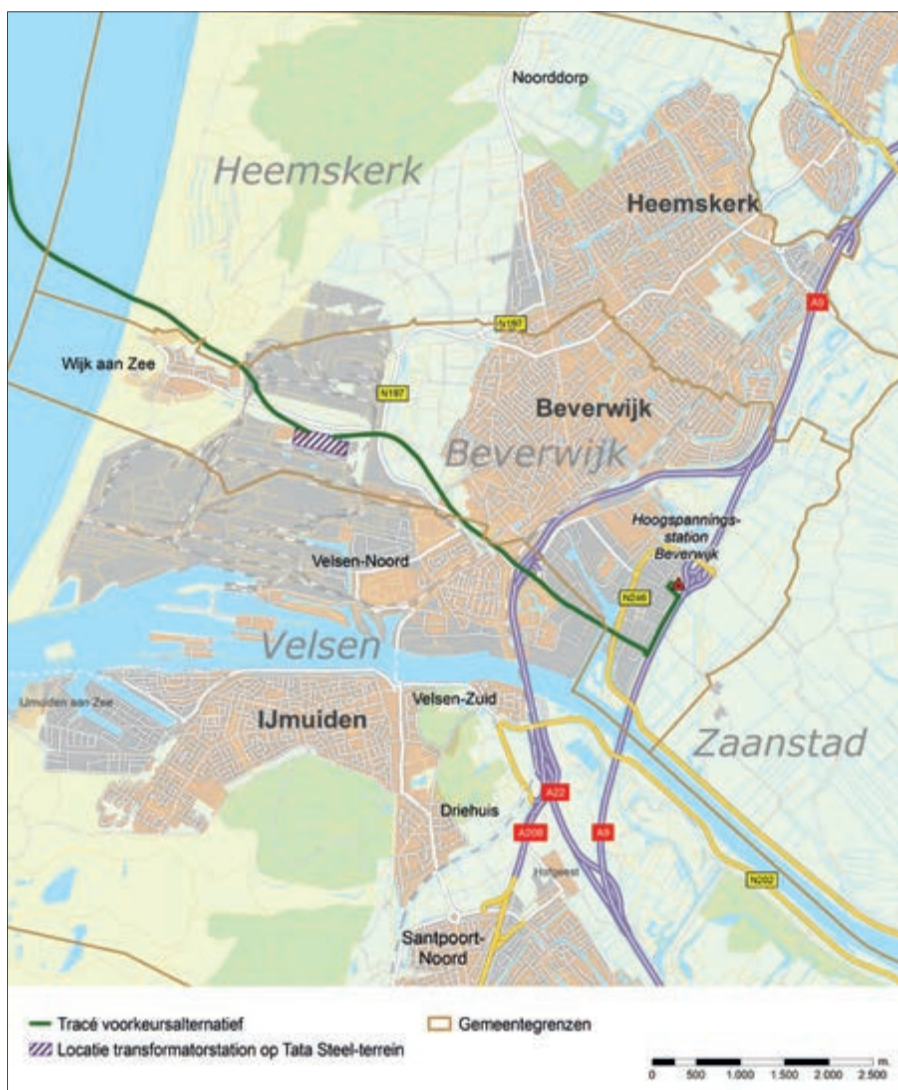 Noorddorp
Heemskerk
Heemskerk
A9
N197
Wijk aan Zee
N197
Beverwijk
Beverwijk
Hoogspannings-
station
Beverwijk
Velsen-Noord
N246
Velsen
IJmuiden aan Zee
Velsen-Zuid
IJmuiden
Zaanstad
Driehuis
A22
A208
A9
Hofgeest
N202
Santpoort-
Noord
Tracé voorkeursalternatief
Gemeentegrenzen
Locatie transformatorstation op Tata Steel-terrein
0 500 1.000 1.500 2.000 2.500 m.